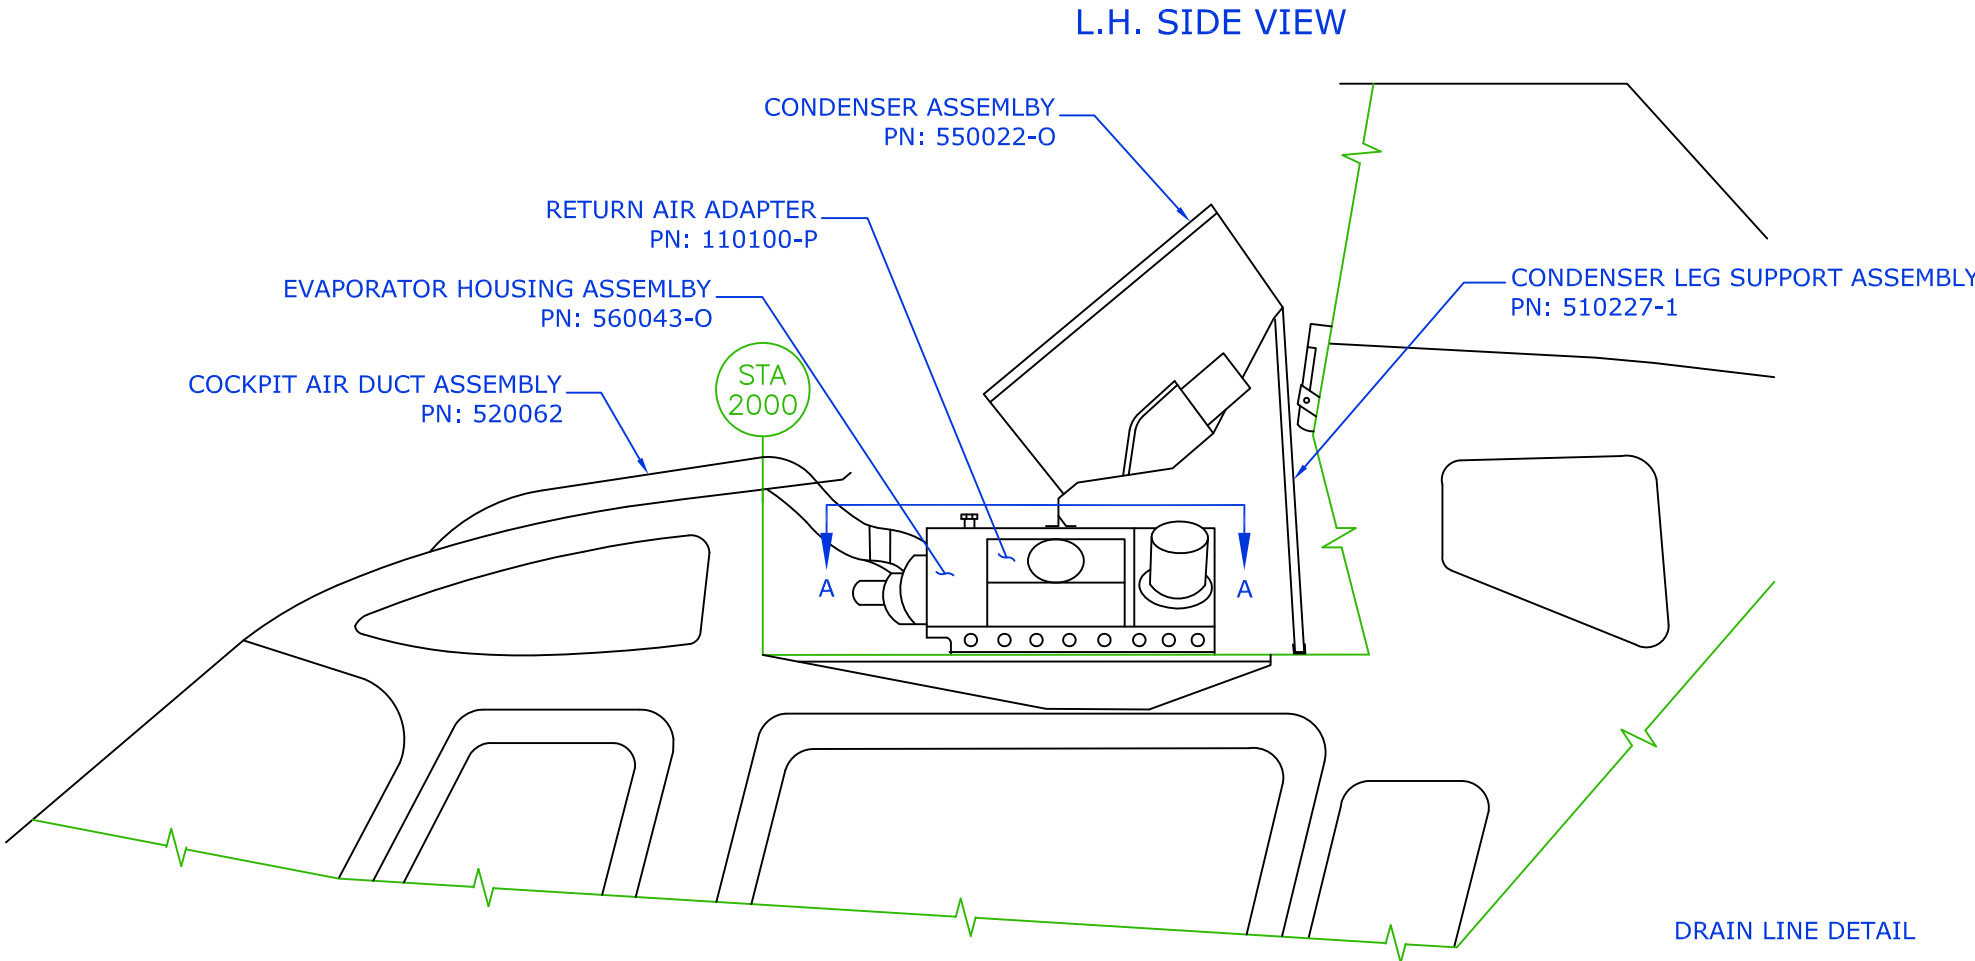 L.H. SIDE VIEW
CONDENSER ASSEMLBY
PN: 550022-O
RETURN AIR ADAPTER
PN: 110100-P
EVAPORATOR HOUSING ASSEMLBY
PN: 560043-O
CONDENSER LEG SUPPORT ASSEMBLY
PN: 510227-1
COCKPIT AIR DUCT ASSEMBLY
PN: 520062
STA
2000
A
A
DRAIN LINE DETAIL